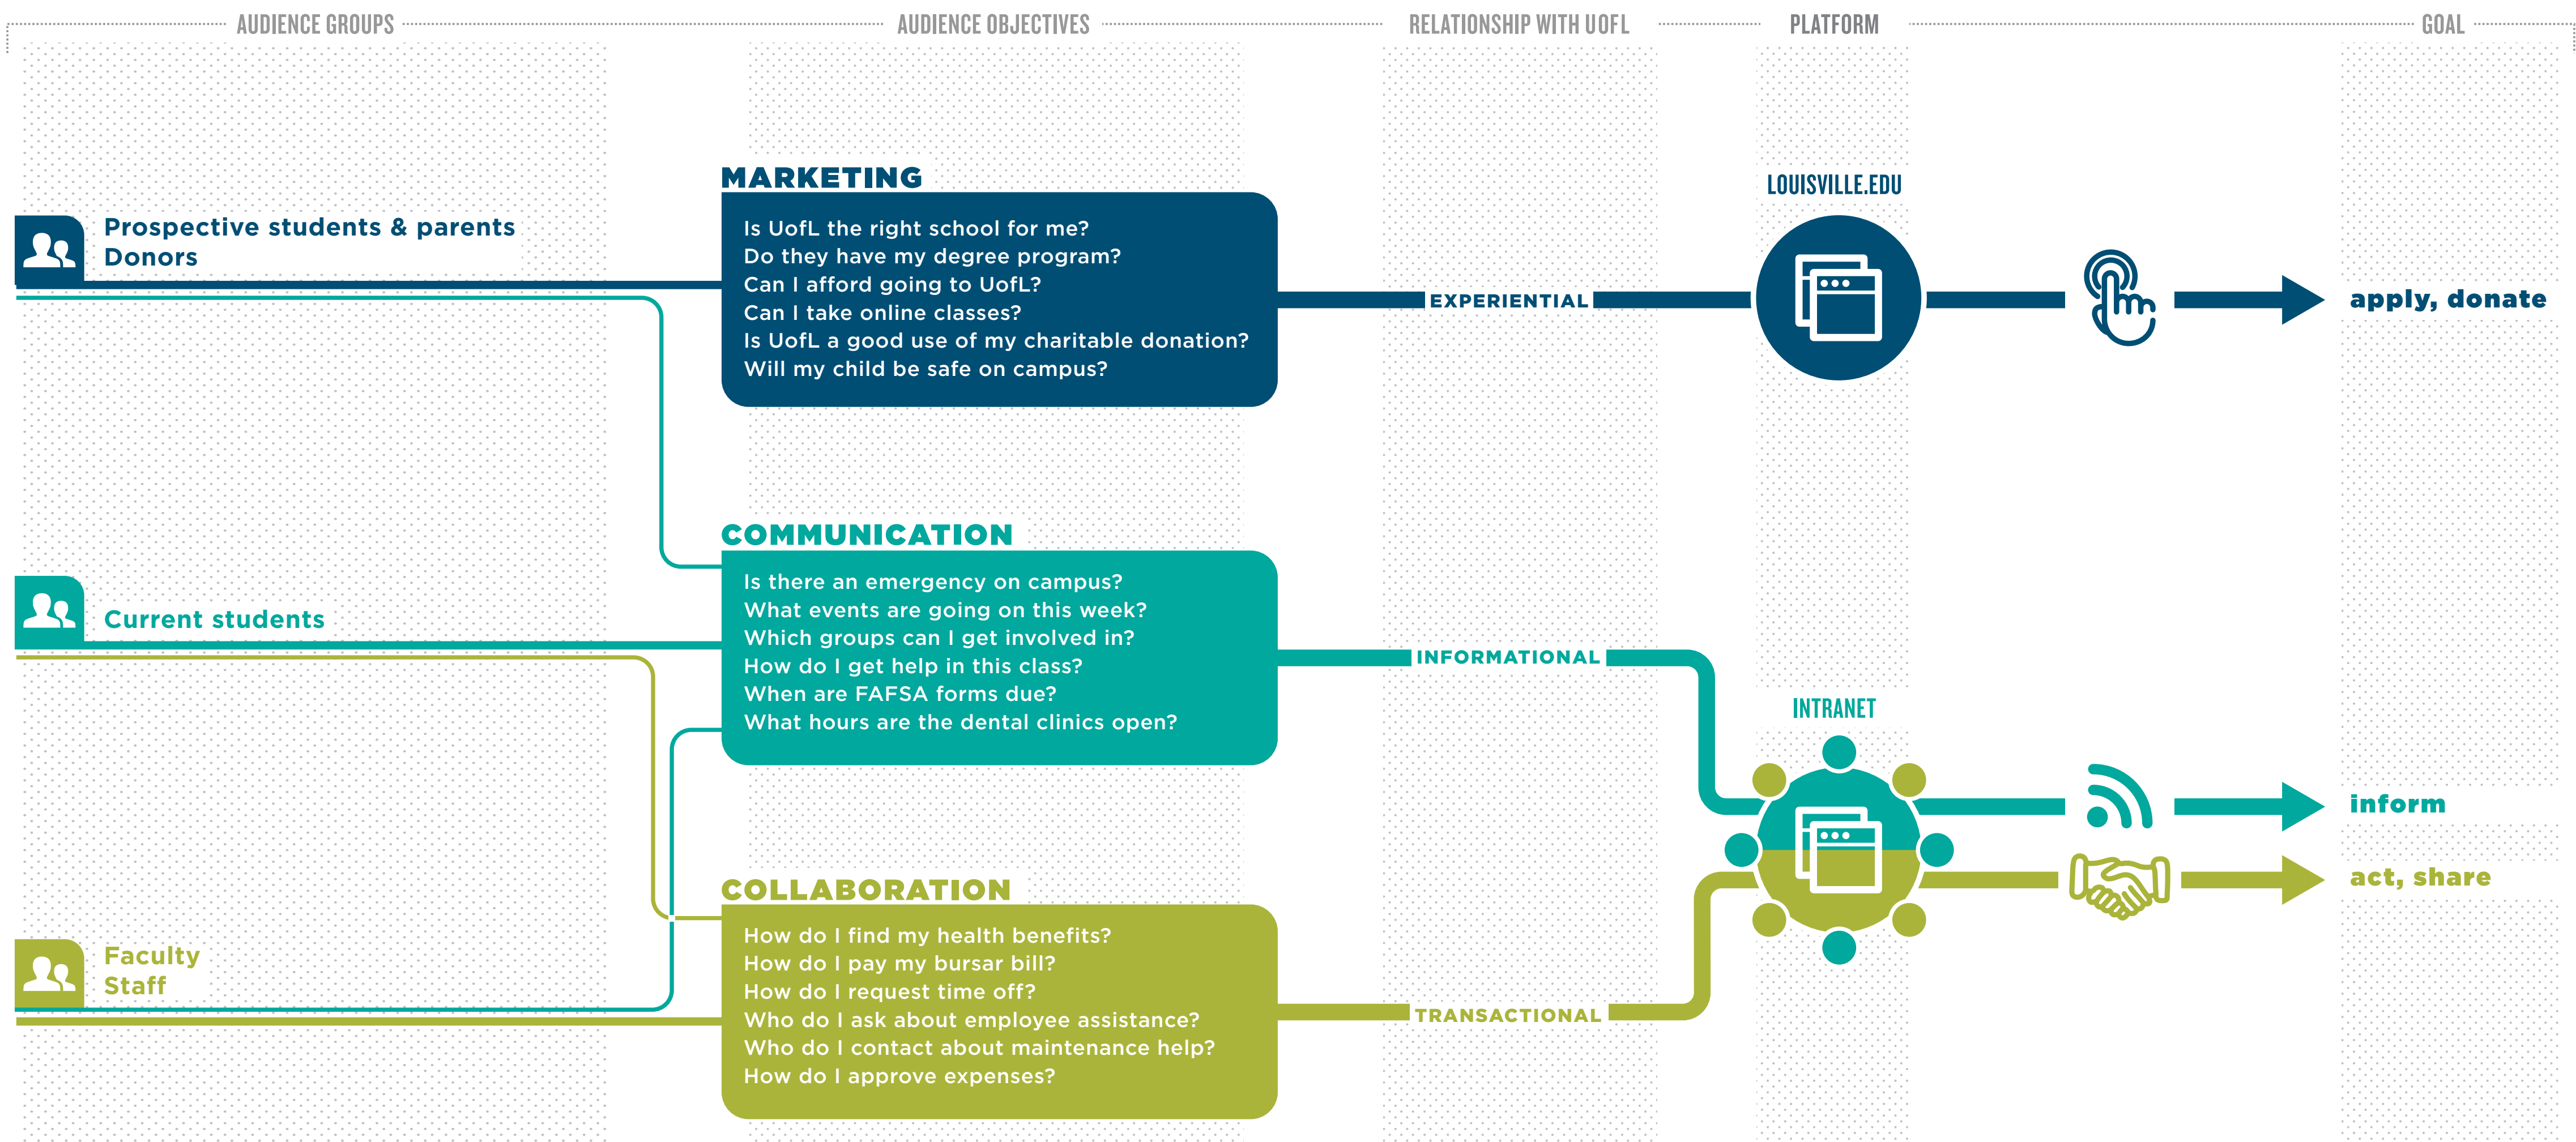 AUDIENCE GROUPS
AUDIENCE OBJECTIVES
RELATIONSHIP WITH UOFL
PLATFORM
GOAL
Prospective students & parents
Donors
MARKETING
Is UofL the right school for me?
Do they have my degree program?
Can I afford going to UofL?
Can I take online classes?
Is UofL a good use of my charitable donation?
Will my child be safe on campus?
EXPERIENTIAL
LOUISVILLE.EDU
apply, donate
Current students
COMMUNICATION
Is there an emergency on campus?
What events are going on this week?
Which groups can I get involved in?
How do I get help in this class?
When are FAFSA forms due?
What hours are the dental clinics open?
INFORMATIONAL
INTRANET
inform
act, share
Faculty
Staff
COLLABORATION
How do I find my health benefits?
How do I pay my bursar bill?
How do I request time off?
Who do I ask about employee assistance?
Who do I contact about maintenance help?
How do I approve expenses?
TRANSACTIONAL